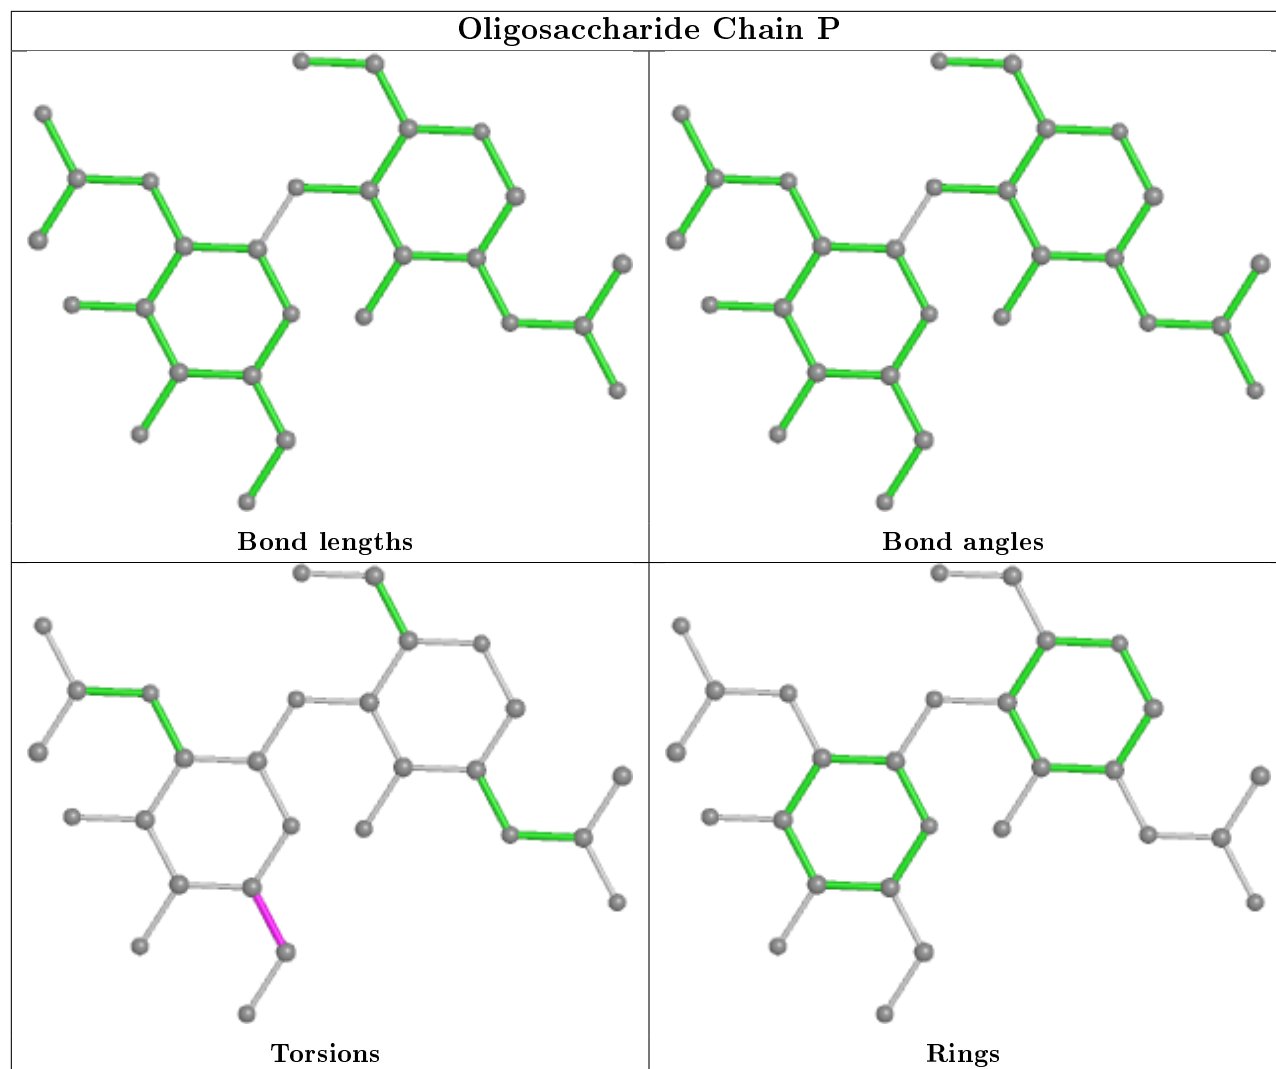 Oligosaccharide Chain P
Bond lengths
Bond angles
Torsions
Rings